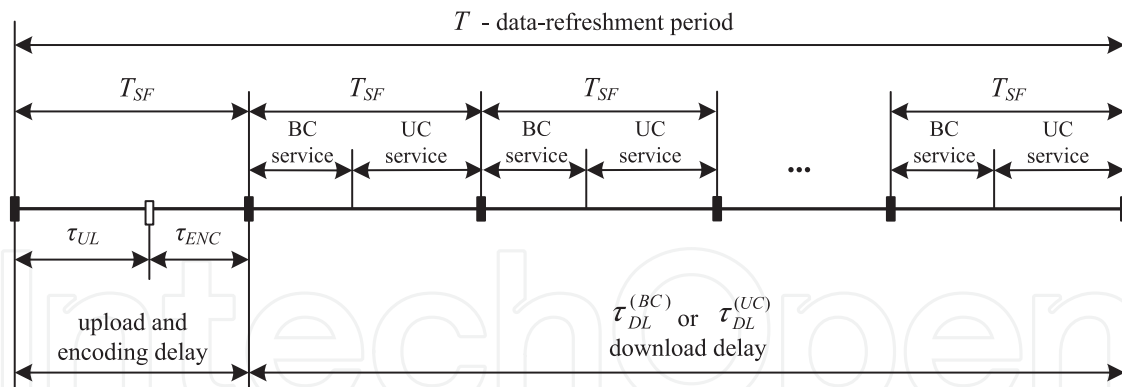 T - data-refreshment period
T_SF T_SF T_SF T_SF
BC service UC service BC service UC service BC service UC service
...
τ_UL τ_ENC
upload and
encoding delay
τ_DL^(BC) or τ_DL^(UC)
download delay
IntechOpen